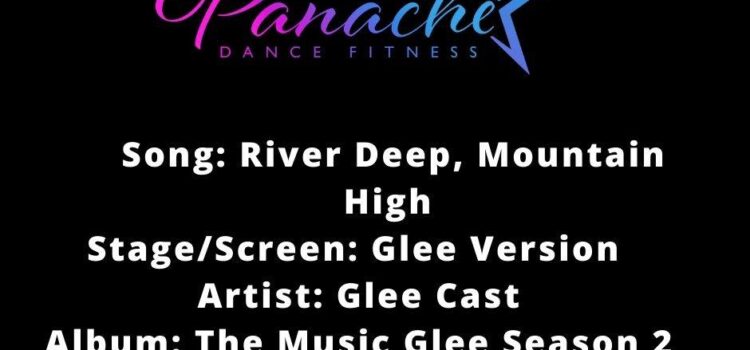 Panache
DANCE FITNESS
Song: River Deep, Mountain
High
Stage/Screen: Glee Version
Artist: Glee Cast
Album: The Music Glee Season 2